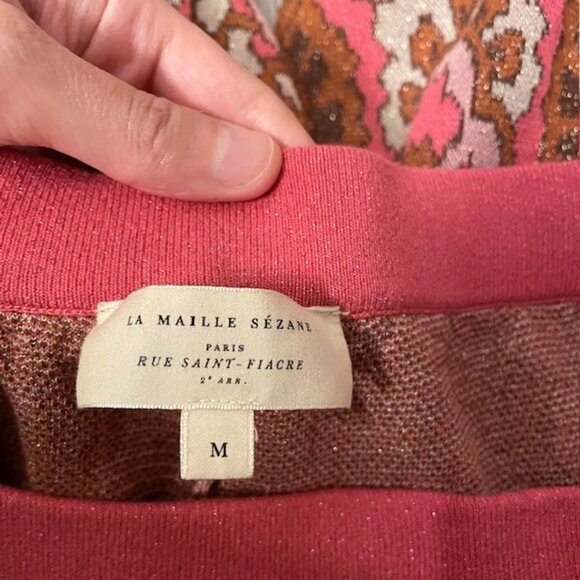 LA MAILLE SÉZANE
PARIS
RUE SAINT-FIACRE
2ᵉ ARR.
M